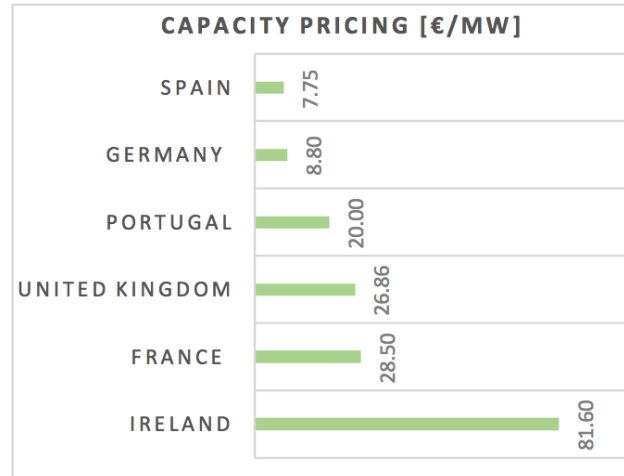 CAPACITY PRICING [€/MW]
SPAIN 7.75
GERMANY 8.80
PORTUGAL 20.00
UNITED KINGDOM 26.86
FRANCE 28.50
IRELAND 81.60